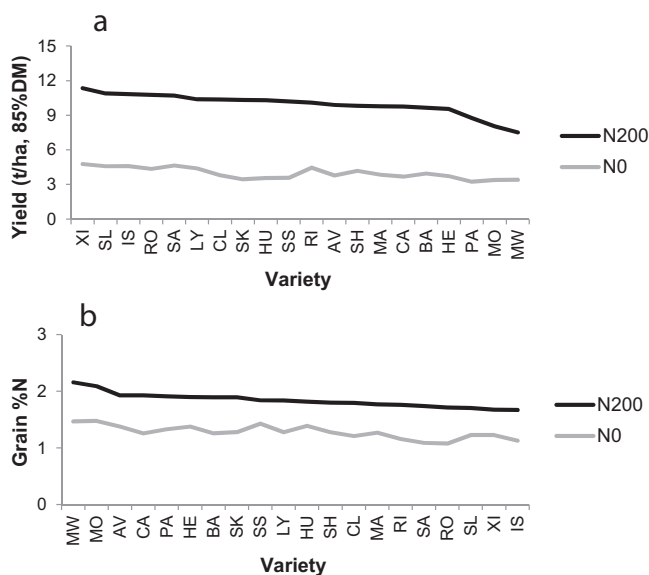 a
15
12
9
6
3
0
Yield (t/ha, 85%DM)
XI SL IS RO SA LY CL SK HU SS RI AV SH MA CA BA HE PA MO MW
Variety
N200
N0
b
3
2
1
0
Grain %N
MW MO AV CA PA HE BA SK SS LY HU SH CL MA RI SA RO SL XI IS
Variety
N200
N0